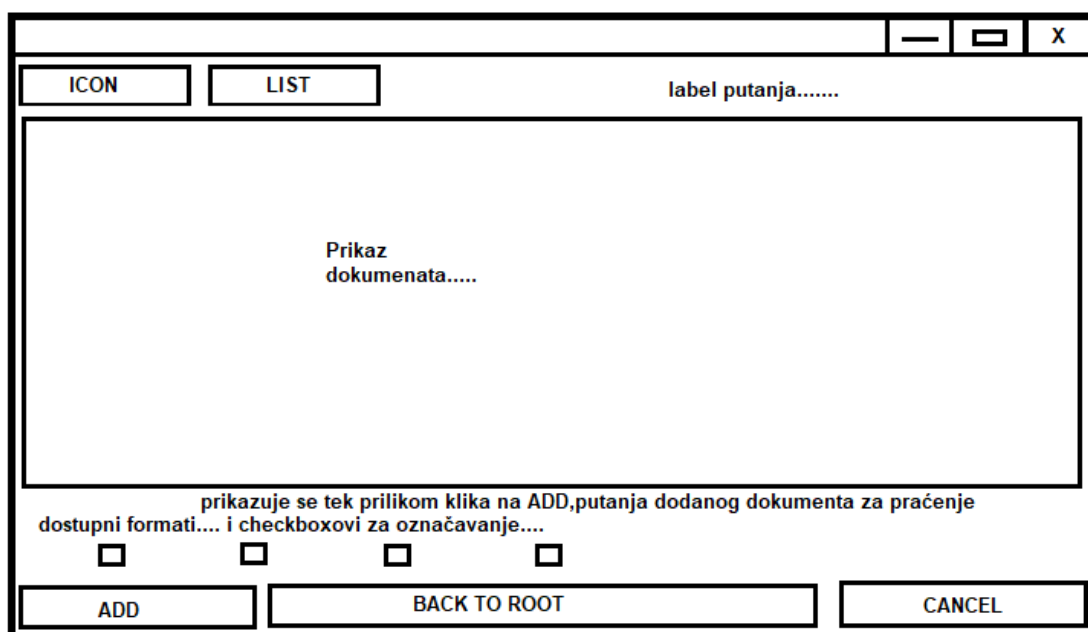 X
ICON
LIST
label putanja.......
Prikaz
dokumenata.....
prikazuje se tek prilikom klika na ADD,putanja dodanog dokumenta za praćenje
dostupni formati.... i checkboxovi za označavanje....
ADD
BACK TO ROOT
CANCEL